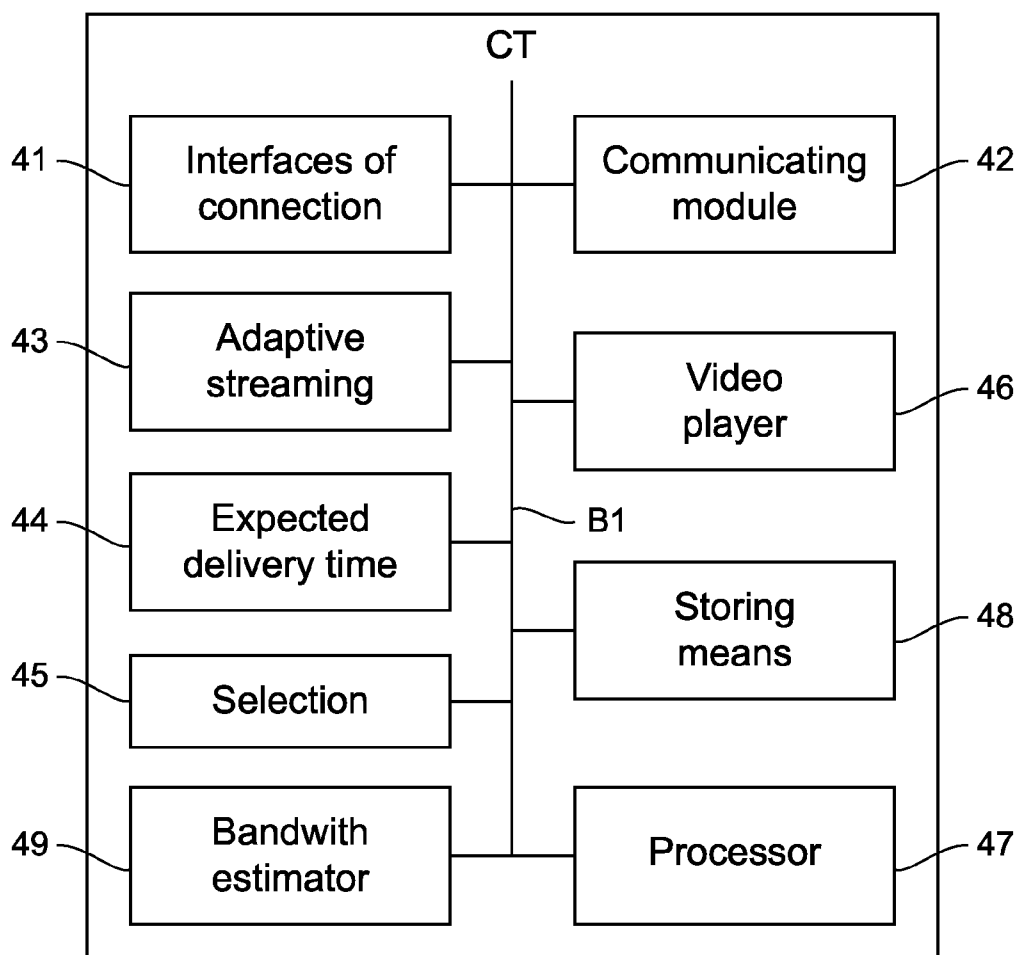 CT
41
Interfaces of
connection
Communicating
module
42
43
Adaptive
streaming
Video
player
46
44
Expected
delivery time
B1
Storing
means
48
45
Selection
49
Bandwith
estimator
Processor
47